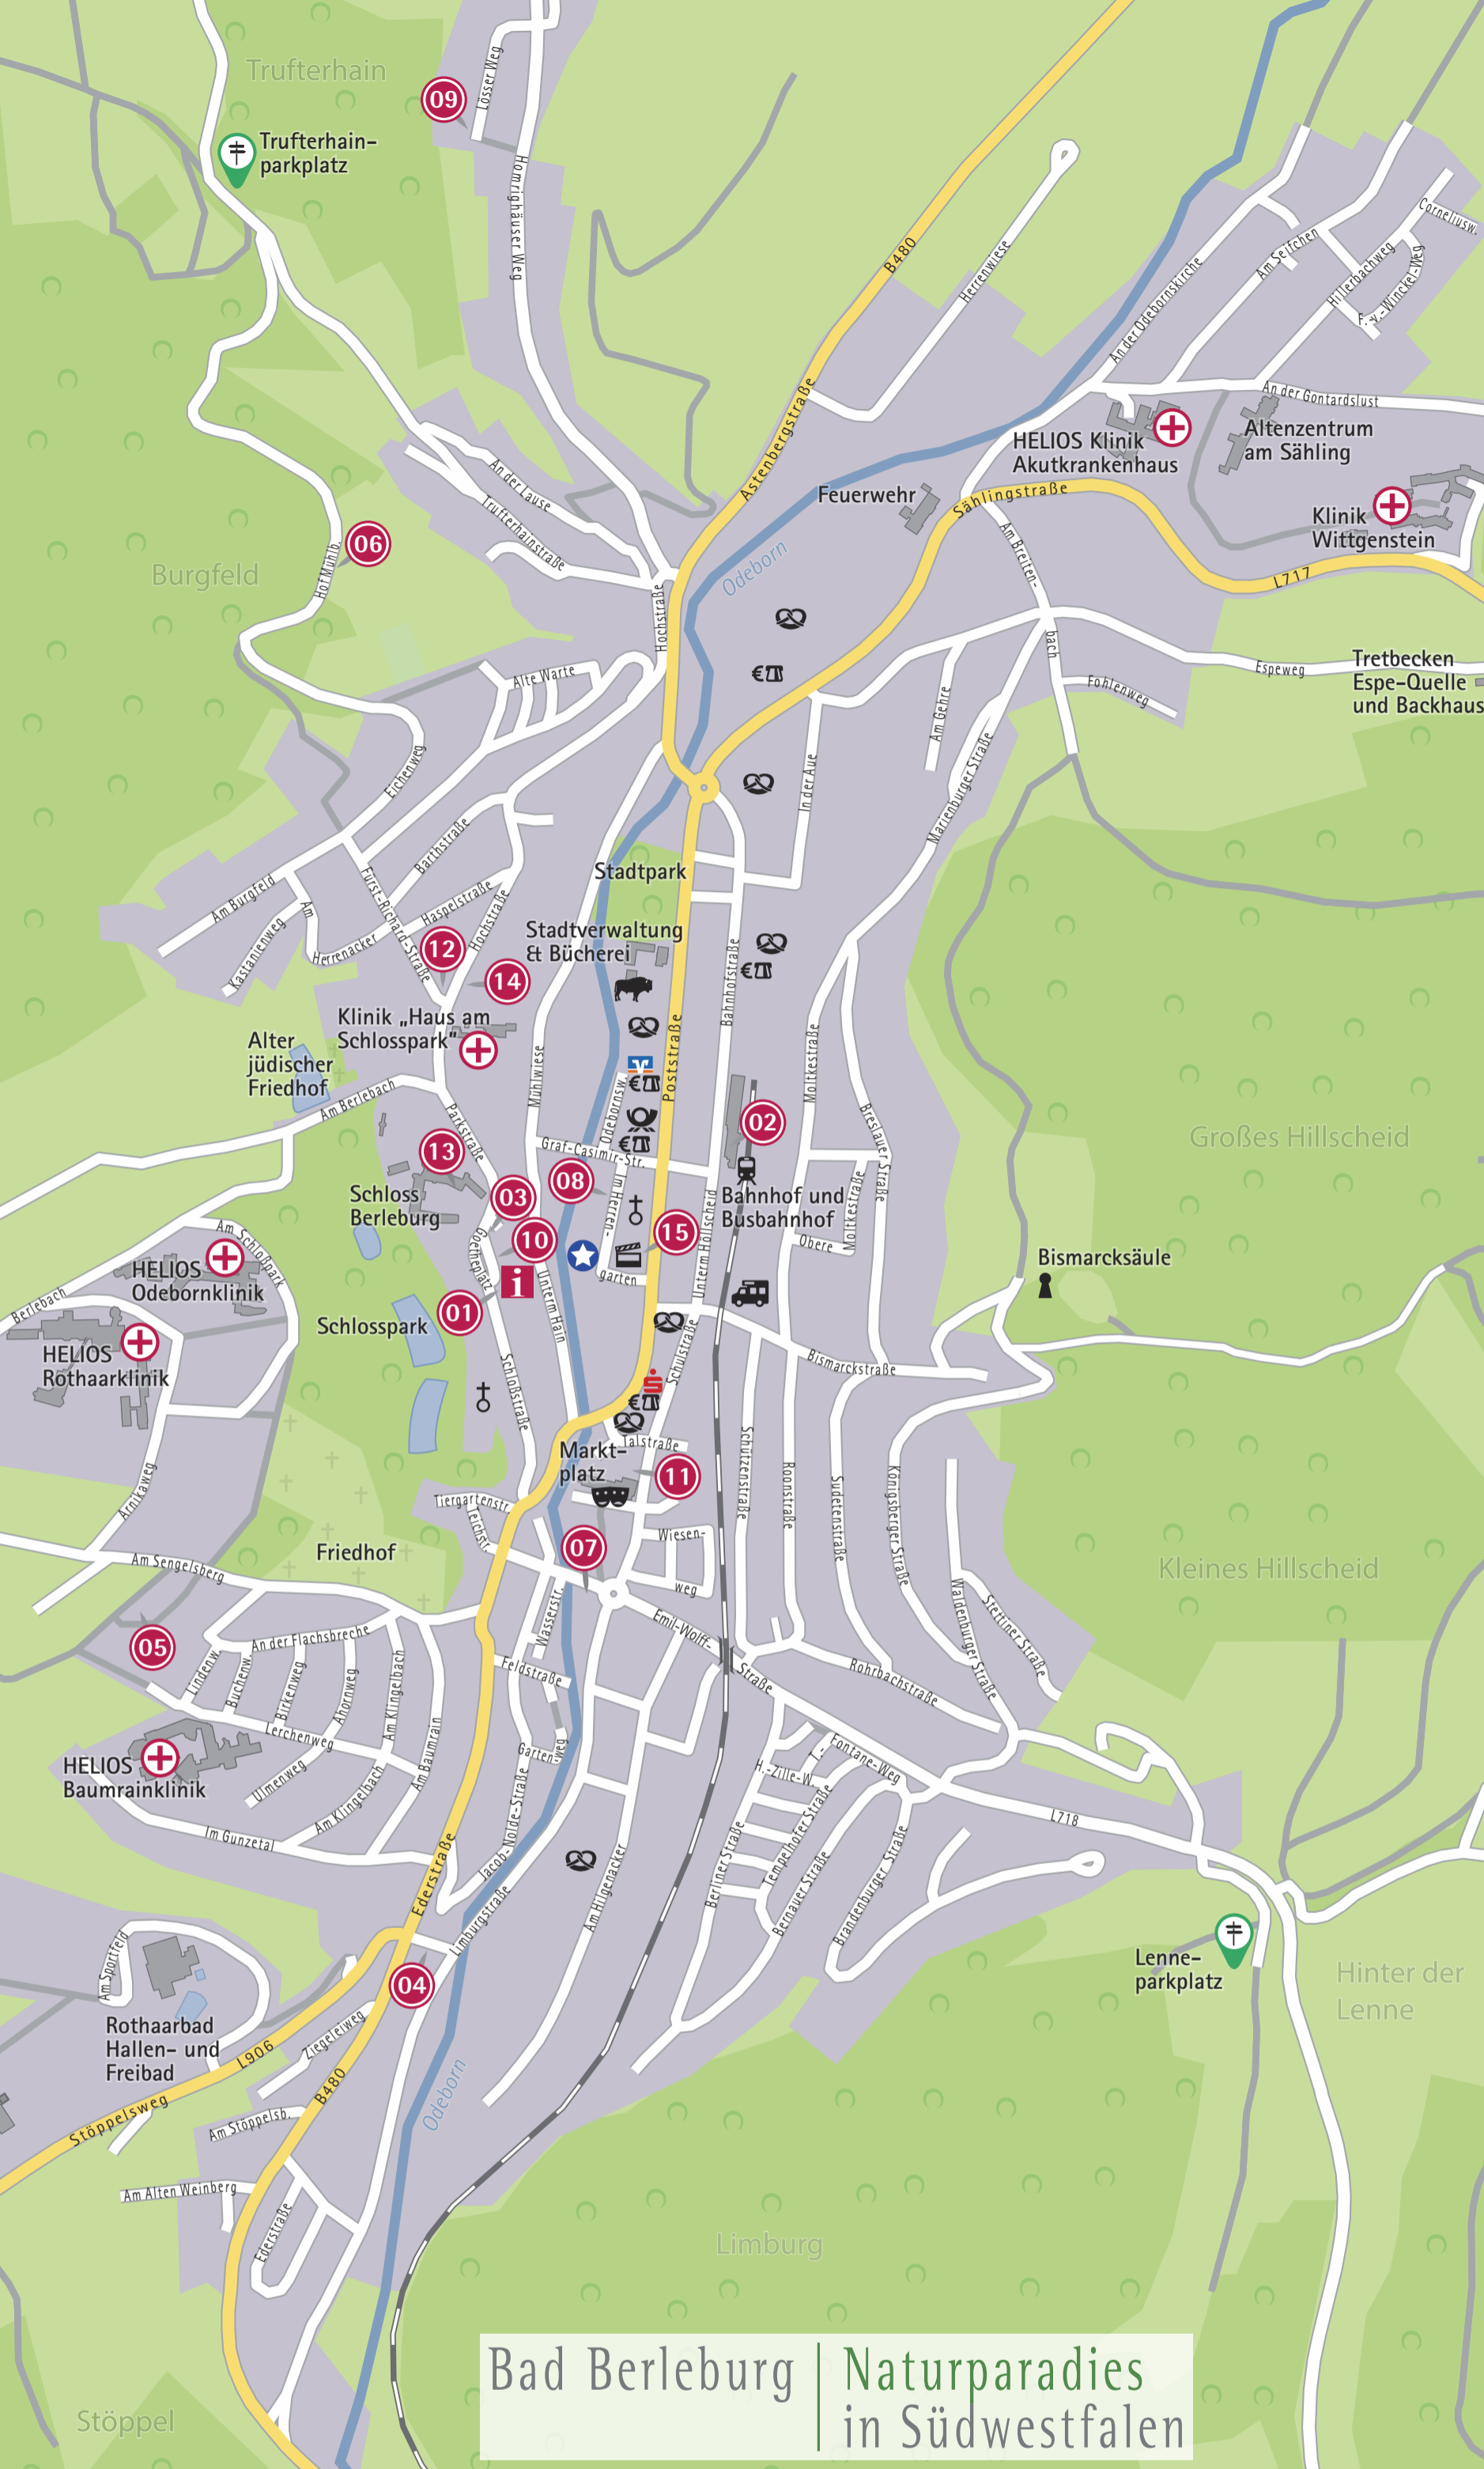 Trufterhain
09
Lösser Weg
Trufterhain-
parkplatz
Homrighäuser Weg
B480
Herrenwiese
Corneliusw.
Am Seifchen
Hillerbachweg
F.-v.-Winckel-Weg
An der Odebornskirche
An der Gontardslust
Astenbergstraße
HELIOS Klinik
Akutkrankenhaus
Altenzentrum
am Sähling
An der Lause
Trufterhainstraße
Feuerwehr
Sählingstraße
Klinik
Wittgenstein
06
Hof Mühlb.
Burgfeld
Odeborn
Am Breiten-
bach
L717
Hochstraße
Alte Warte
Espeweg
Tretbecken
Espe-Quelle
und Backhaus
Fohlenweg
Am Gehre
Eichenweg
In der Aue
Marienburger Straße
Barthstraße
Stadtpark
Am Burgfeld
Fürst-Richard-Straße
Haspelstraße
Hochstraße
Kastanienweg
Am
Herrenacker
12
14
Stadtverwaltung
& Bücherei
Bahnhofstraße
€
Klinik „Haus am
Schlosspark“
Alter
jüdischer
Friedhof
Am Berlebach
Mühlwiese
Poststraße
Odebornsw.
€
€
€
Moltkestraße
Breslauer Straße
02
Parkstraße
13
Graf-Casimir-Str.
08
Im Herren-
garten
03
Schloss
Berleburg
Goetheplatz
10
15
Unterm Höllscheid
Bahnhof und
Busbahnhof
Obere
Moltkestraße
Großes Hillscheid
Am Schloßpark
HELIOS
Odebornklinik
Bismarcksäule
i
01
Unterm Hain
Berlebach
HELIOS
Rothaarklinik
Schlosspark
Schloßstraße
Schulstraße
Bismarckstraße
€
Talstraße
Markt-
platz
11
Schützenstraße
Roonstraße
Sudetenstraße
Königsberger Straße
Arnikaweg
Tiergartenstr.
Teichstr.
07
Wiesen-
weg
Friedhof
Am Sengelsberg
Kleines Hillscheid
Waldenburger Straße
Stettiner Straße
Wasserstr.
Emil-Wolff-
Straße
05
An der Flachsbreche
Lindenw.
Buchenw.
Birkenweg
Ahornweg
Am Klingelbach
Feldstraße
Rohrbachstraße
Lerchenweg
Am Baumrain
Garten-weg
HELIOS
Baumrainklinik
Ulmenweg
Am Klingelbach
T.-
Fontane-Weg
H.-Zille-W.
Im Gunzetal
Jacob-Nolde-Straße
Ederstraße
L718
Tempelhofer Straße
Berliner Straße
Bernauer Straße
Brandenburger Straße
Am Hilgenacker
Limburgstraße
Am Sportfeld
04
Lenne-
parkplatz
Hinter der
Lenne
Rothaarbad
Hallen- und
Freibad
Ziegeleiweg
L906
B480
Stöppelsweg
Am Stöppelsb.
Odeborn
Am Alten Weinberg
Ederstraße
Limburg
Stöppel
Bad Berleburg
Naturparadies
in Südwestfalen